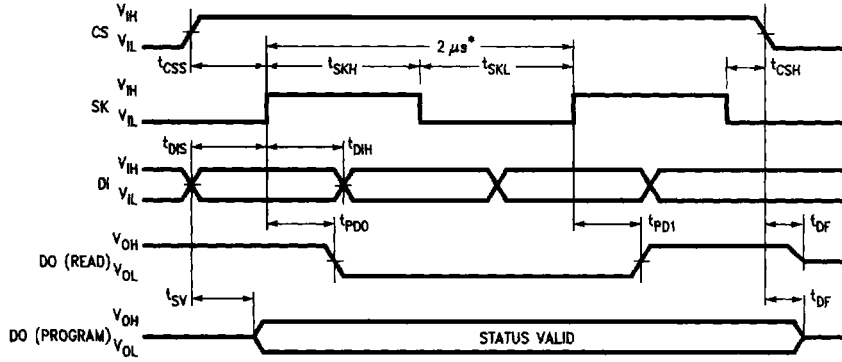 CS V_IH
V_IL
2 μs*
t_CSS t_SKH t_SKL t_CSH
SK V_IH
V_IL
t_DIS t_DIH
DI V_IH
V_IL
t_PD0 t_PD1 t_DF
DO (READ) V_OH
V_OL
t_SV t_DF
DO (PROGRAM) V_OH
V_OL
STATUS VALID